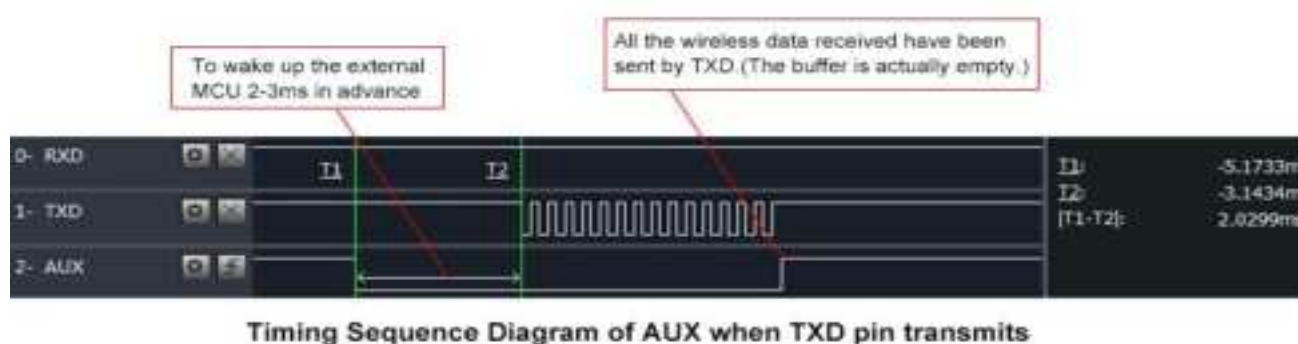 To wake up the external
MCU 2-3ms in advance
All the wireless data received have been
sent by TXD.(The buffer is actually empty.)
0- RXD
T1
T2
1- TXD
2- AUX
T1: -5.1733m
T2: -3.1434m
|T1-T2|: 2.0299ms
Timing Sequence Diagram of AUX when TXD pin transmits